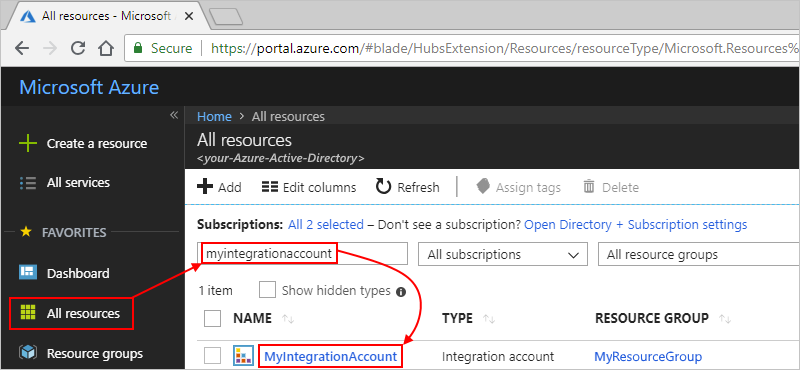 All resources - Microsoft A
Secure
https://portal.azure.com/#blade/HubsExtension/Resources/resourceType/Microsoft.Resources%
Microsoft Azure
Create a resource
All services
FAVORITES
Dashboard
All resources
Resource groups
Home > All resources
All resources
<your-Azure-Active-Directory>
Add Edit columns Refresh Assign tags Delete
Subscriptions: All 2 selected – Don't see a subscription? Open Directory + Subscription settings
myintegrationaccount All subscriptions All resource groups
1 item Show hidden types
NAME TYPE RESOURCE GROUP
MyIntegrationAccount Integration account MyResourceGroup